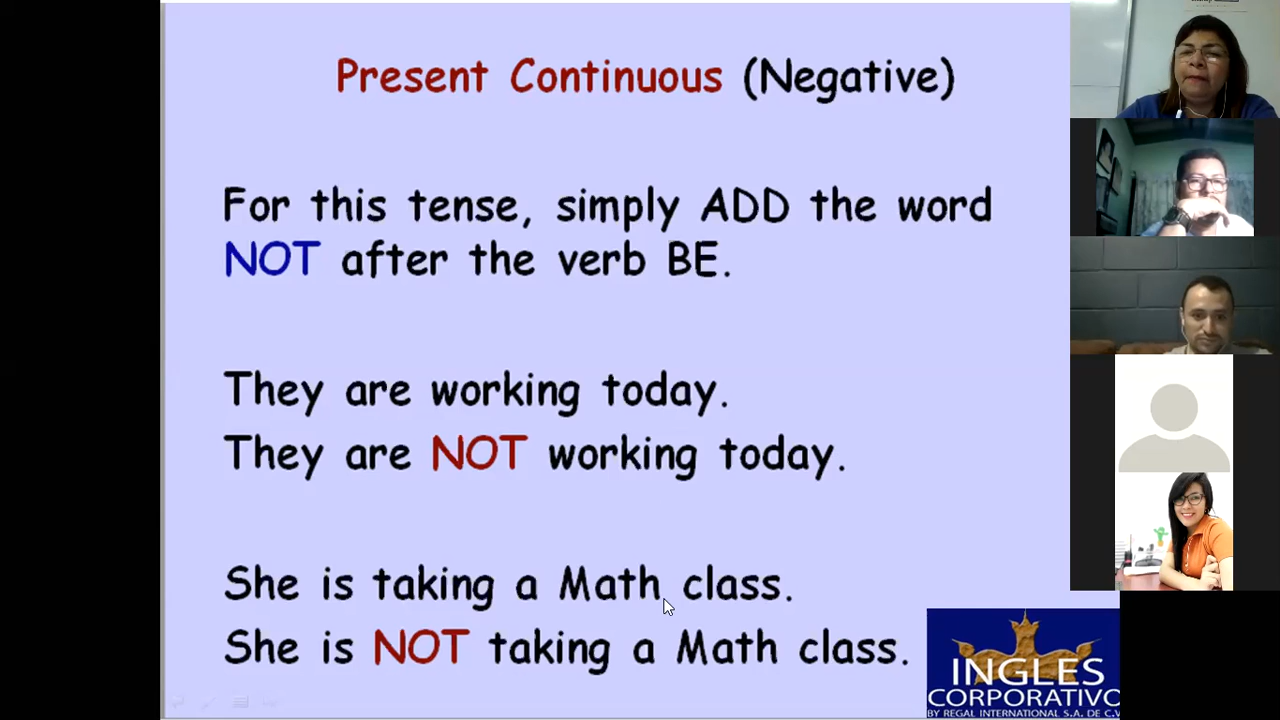 Present Continuous (Negative)
For this tense, simply ADD the word
NOT after the verb BE.
They are working today.
They are NOT working today.
She is taking a Math class.
She is NOT taking a Math class.
INGLES
CORPORATIVO
BY REGAL INTERNATIONAL S.A. DE C.V